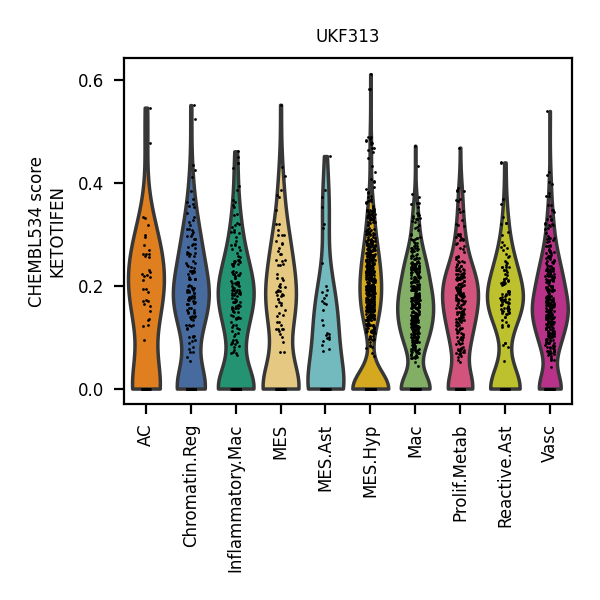 UKF313
CHEMBL534 score
KETOTIFEN
0.6
0.4
0.2
0.0
AC
Chromatin.Reg
Inflammatory.Mac
MES
MES.Ast
MES.Hyp
Mac
Prolif.Metab
Reactive.Ast
Vasc